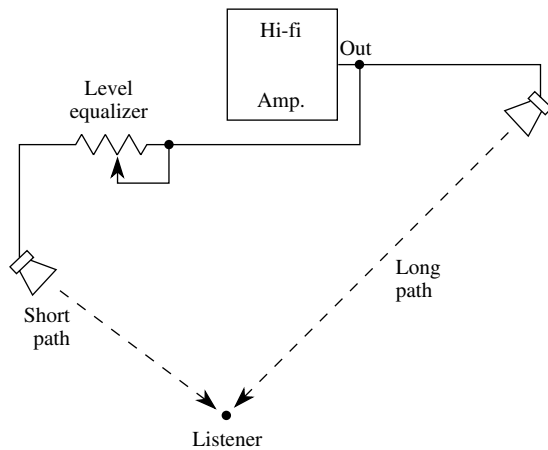 Hi-fi
Amp.
Out
Level
equalizer
Long
path
Short
path
Listener